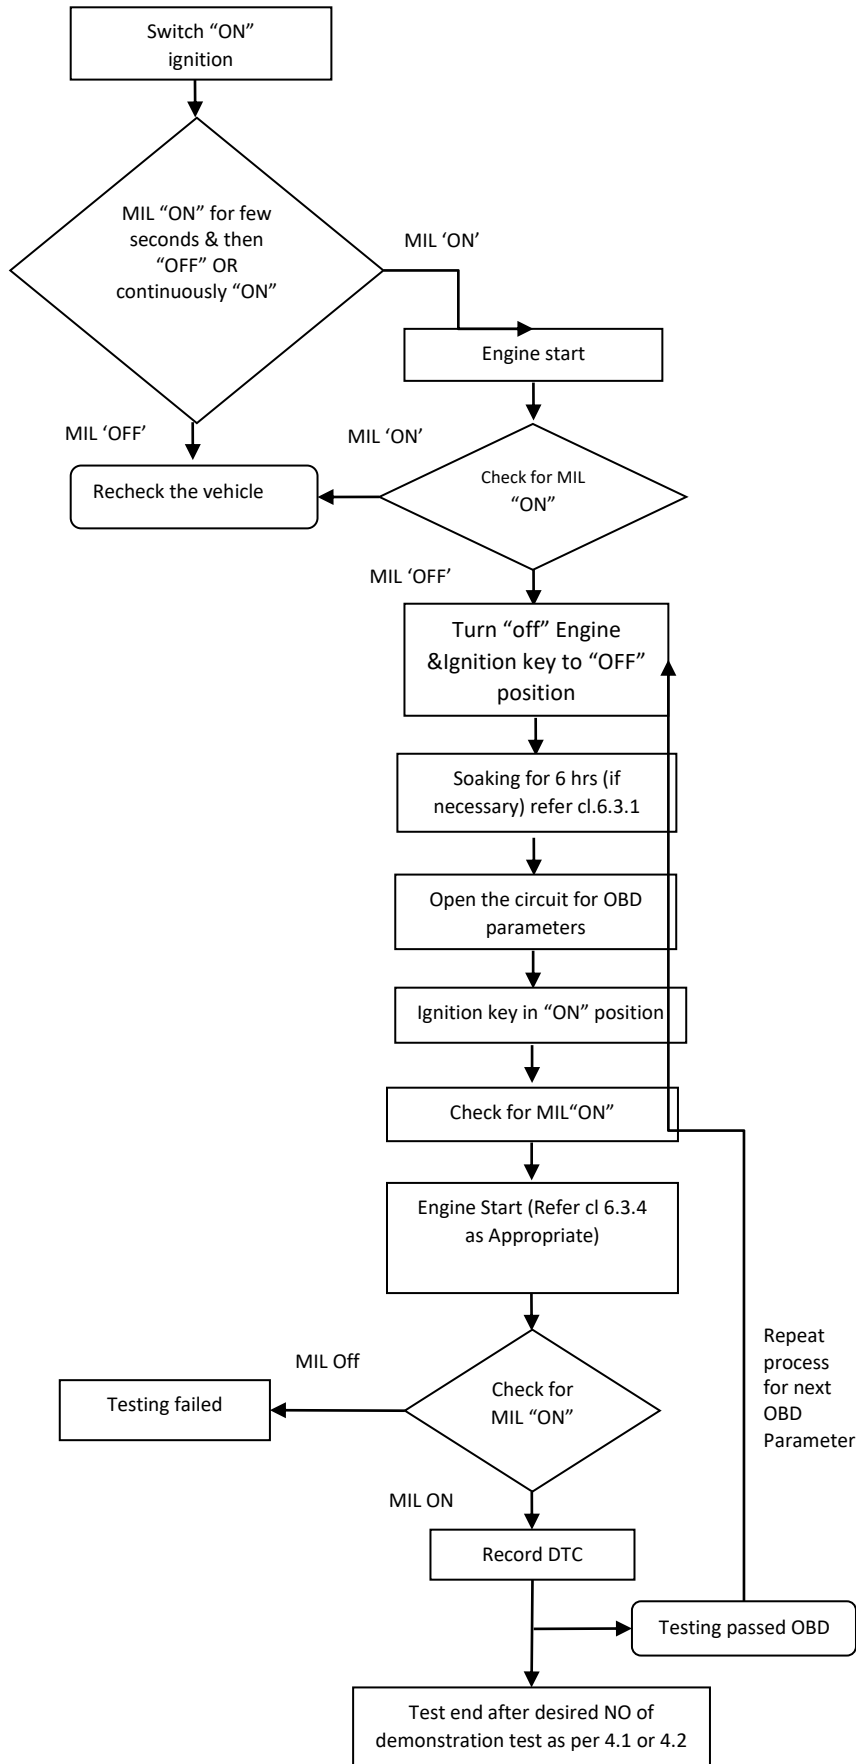 Switch “ON”
ignition
MIL “ON” for few
seconds & then
“OFF” OR
continuously “ON”
MIL ‘ON’
Engine start
MIL ‘OFF’
MIL ‘ON’
Recheck the vehicle
Check for MIL
“ON”
MIL ‘OFF’
Turn “off” Engine
&Ignition key to “OFF”
position
Soaking for 6 hrs (if
necessary) refer cl.6.3.1
Open the circuit for OBD
parameters
Ignition key in “ON” position
Check for MIL“ON”
Engine Start (Refer cl 6.3.4
as Appropriate)
MIL Off
Testing failed
Check for
MIL “ON”
Repeat
process
for next
OBD
Parameter
MIL ON
Record DTC
Testing passed OBD
Test end after desired NO of
demonstration test as per 4.1 or 4.2